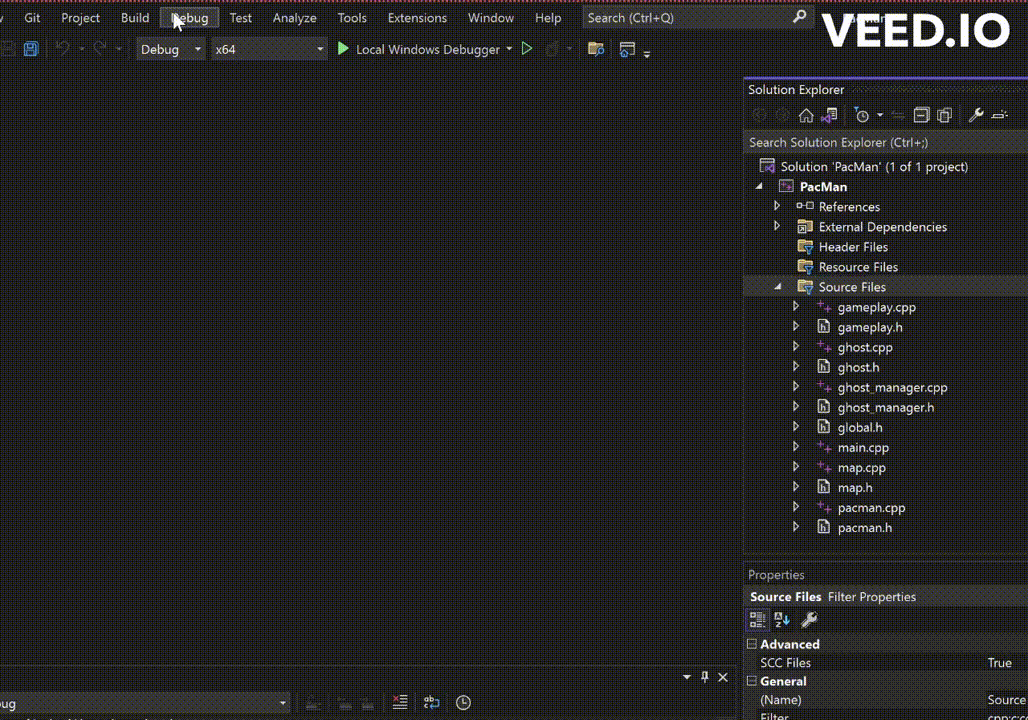 Git Project Build Debug Test Analyze Tools Extensions Window Help Search (Ctrl+Q)
VEED.IO
Debug x64 Local Windows Debugger
Solution Explorer
Search Solution Explorer (Ctrl+;)
Solution 'PacMan' (1 of 1 project)
PacMan
References
External Dependencies
Header Files
Resource Files
Source Files
gameplay.cpp
gameplay.h
ghost.cpp
ghost.h
ghost_manager.cpp
ghost_manager.h
global.h
main.cpp
map.cpp
map.h
pacman.cpp
pacman.h
Properties
Source Files Filter Properties
Advanced
SCC Files True
General
(Name) Source
Filter cpp;c
ug